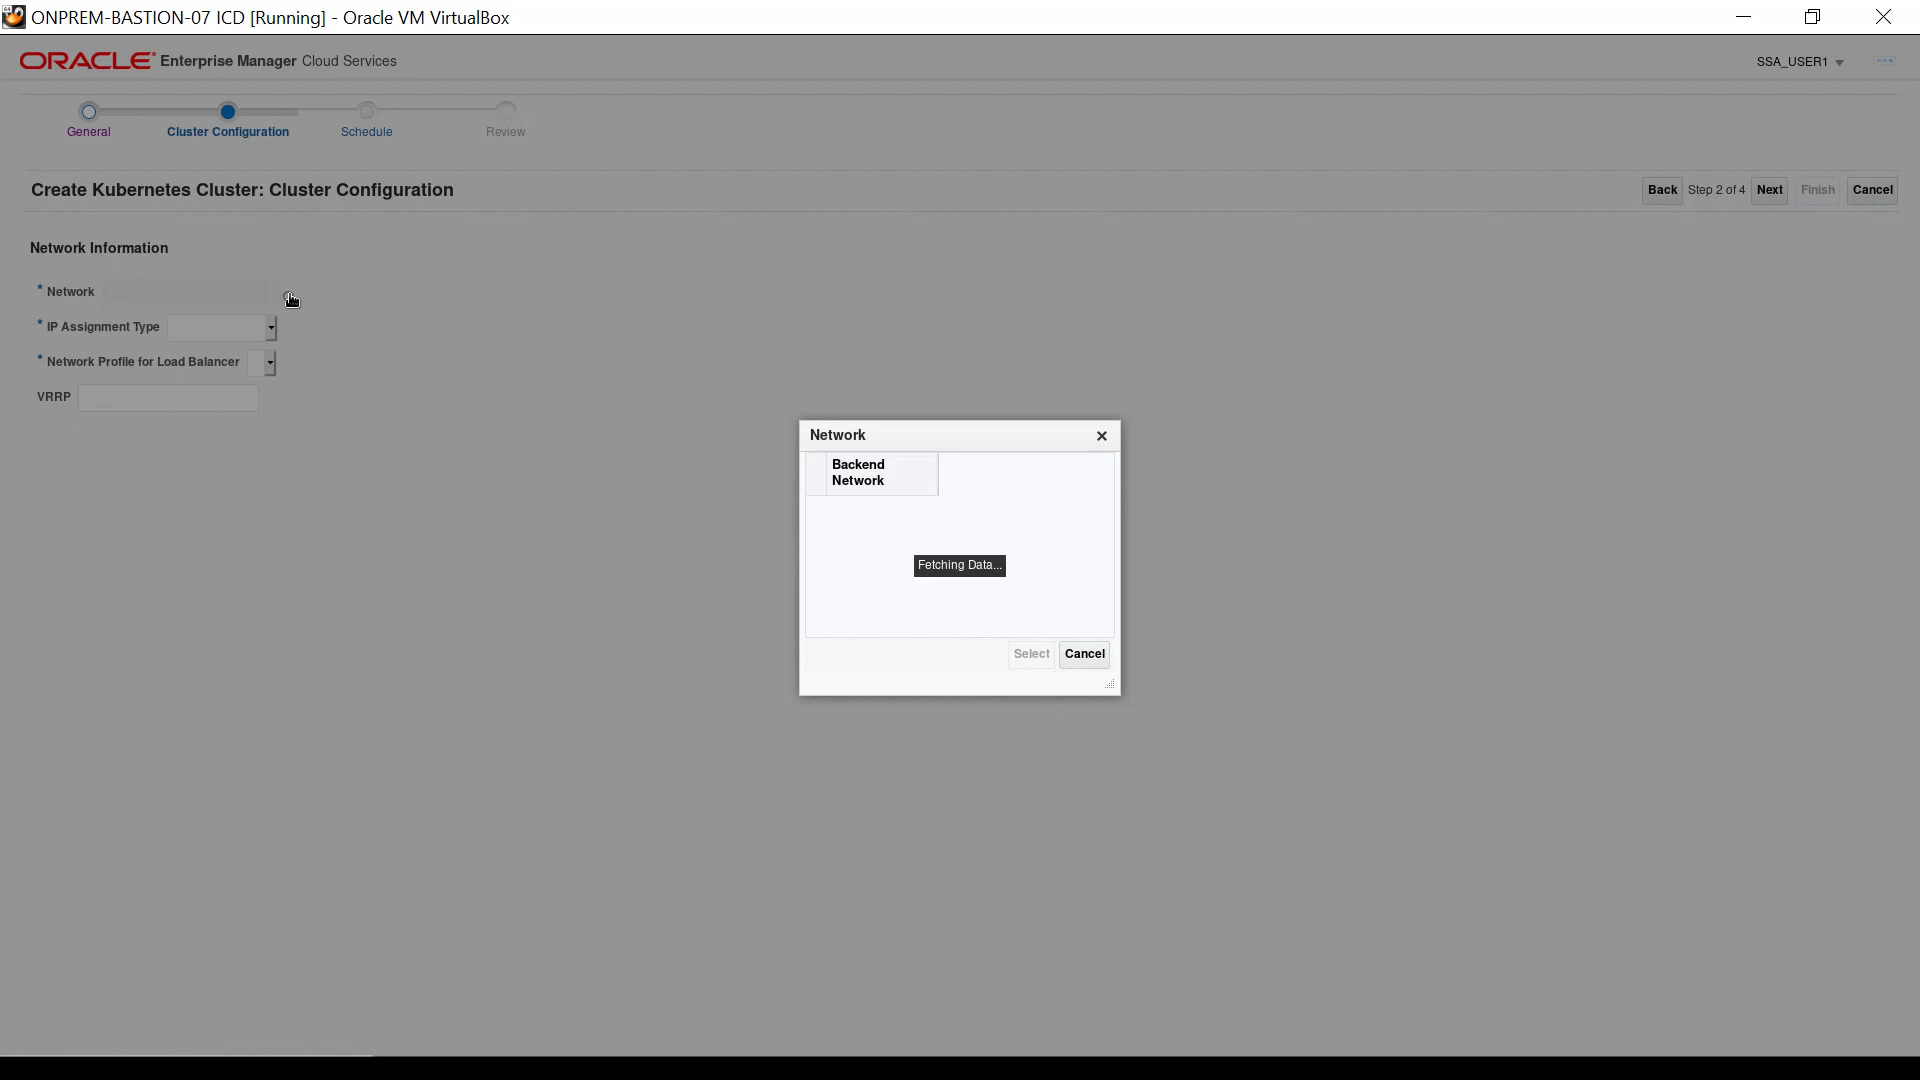 ONPREM-BASTION-07 ICD [Running] - Oracle VM VirtualBox
ORACLE Enterprise Manager Cloud Services
SSA_USER1
General Cluster Configuration Schedule Review
Create Kubernetes Cluster: Cluster Configuration
Back Step 2 of 4 Next Finish Cancel
Network Information
* Network
* IP Assignment Type
* Network Profile for Load Balancer
VRRP
Network
Backend
Network
Fetching Data...
Select Cancel